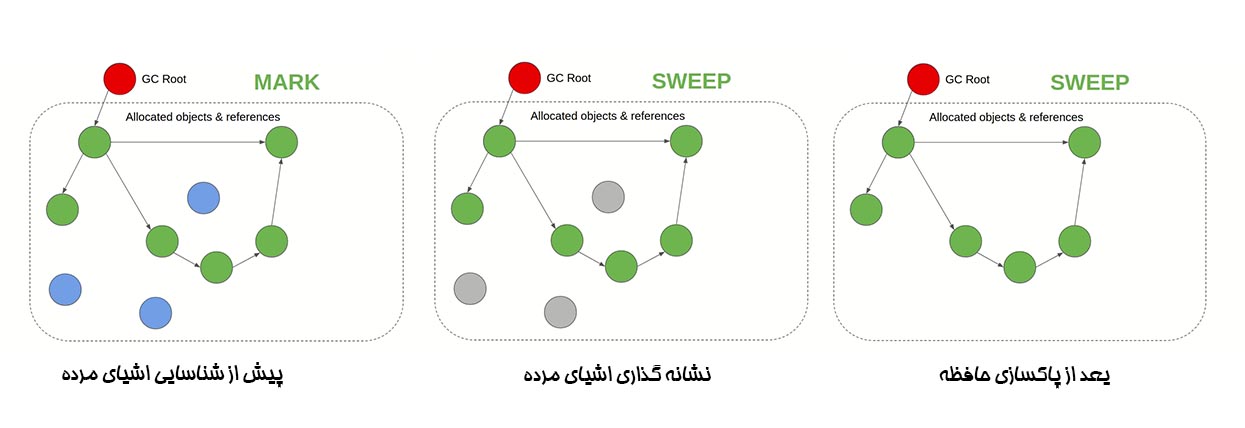 GC Root
MARK
Allocated objects & references
پیش از شناسایی اشیای مرده
GC Root
SWEEP
Allocated objects & references
نشانه گذاری اشیای مرده
GC Root
SWEEP
Allocated objects & references
بعد از پاکسازی حافظه